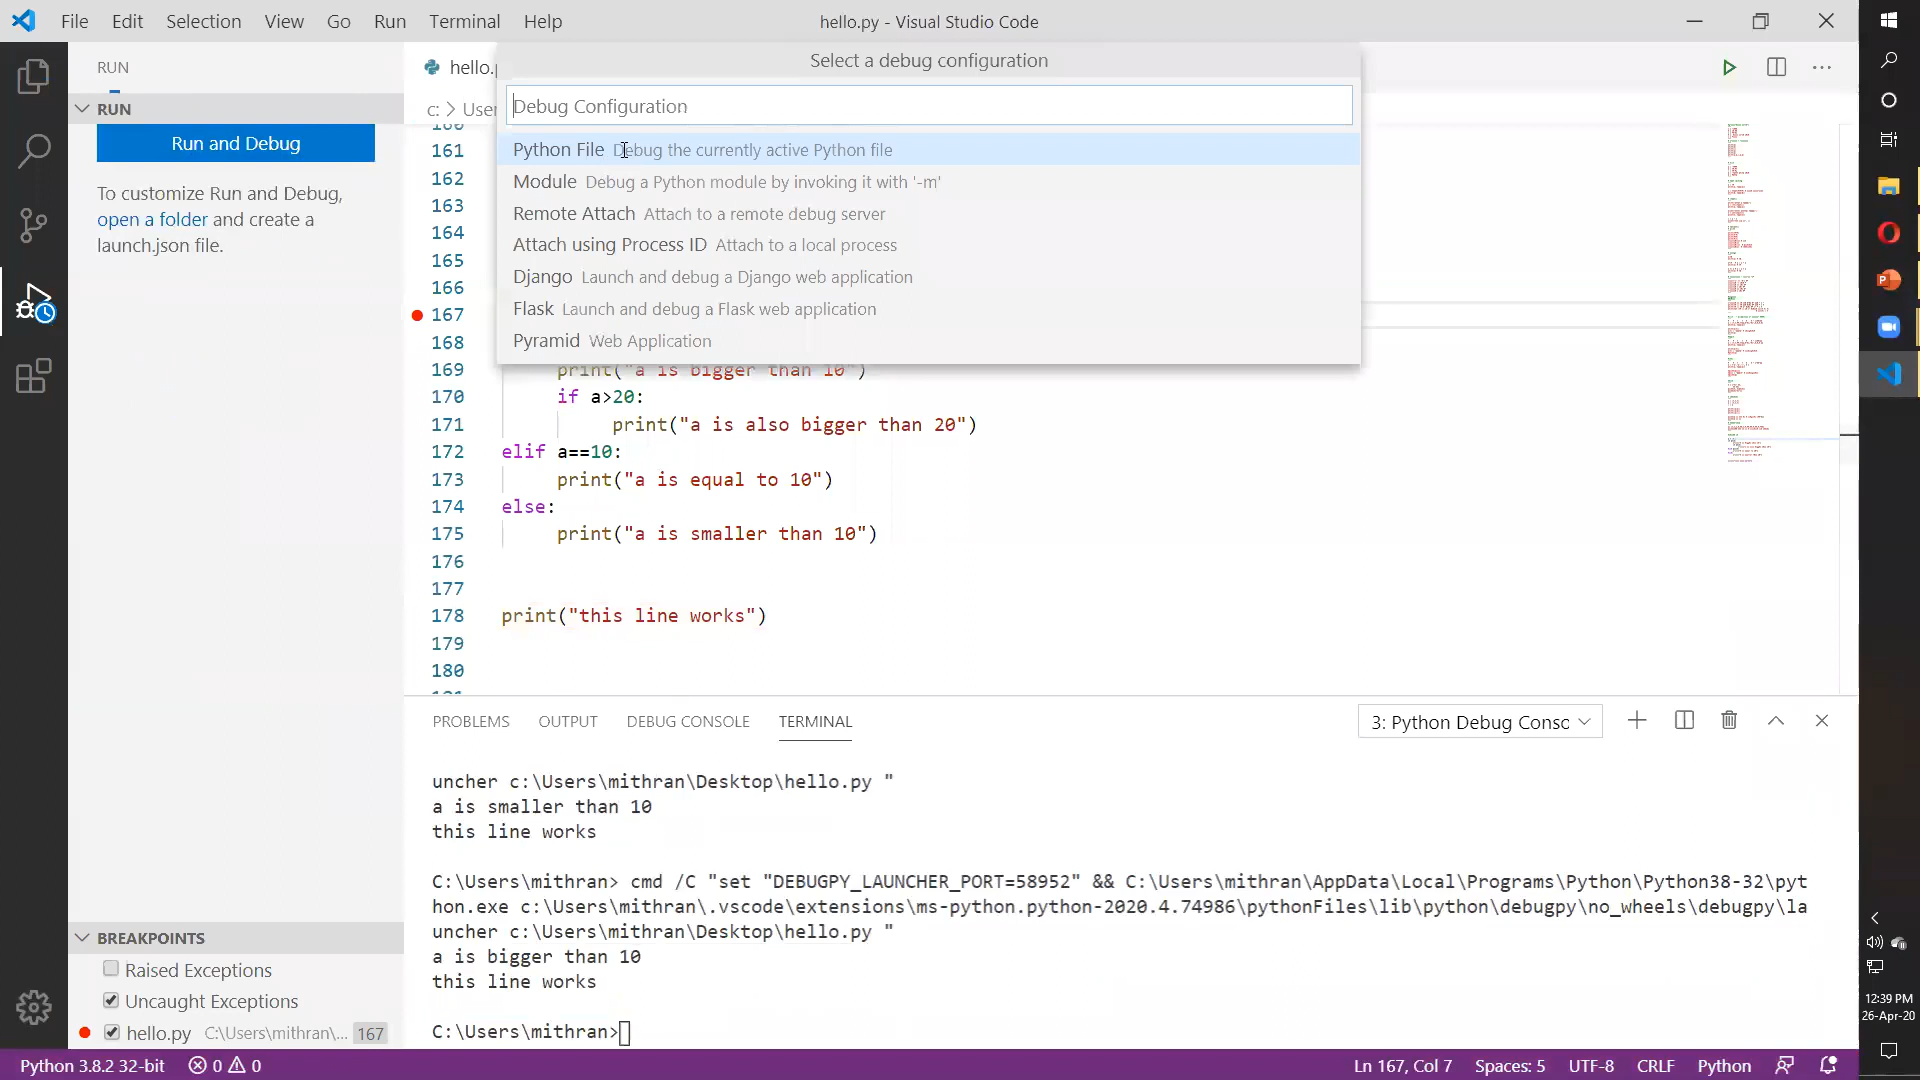 File Edit Selection View Go Run Terminal Help
hello.py - Visual Studio Code
RUN
RUN
Run and Debug
To customize Run and Debug,
open a folder and create a
launch.json file.
hello.
c: > User
Select a debug configuration
Debug Configuration
Python File Debug the currently active Python file
Module Debug a Python module by invoking it with '-m'
Remote Attach Attach to a remote debug server
Attach using Process ID Attach to a local process
Django Launch and debug a Django web application
Flask Launch and debug a Flask web application
Pyramid Web Application
160
161
162
163
164
165
166
167
168
169 print("a is bigger than 10")
170 if a>20:
171 print("a is also bigger than 20")
172 elif a==10:
173 print("a is equal to 10")
174 else:
175 print("a is smaller than 10")
176
177
178 print("this line works")
179
180
PROBLEMS OUTPUT DEBUG CONSOLE TERMINAL
3: Python Debug Consc
uncher c:\Users\mithran\Desktop\hello.py "
a is smaller than 10
this line works
C:\Users\mithran> cmd /C "set "DEBUGPY_LAUNCHER_PORT=58952" && C:\Users\mithran\AppData\Local\Programs\Python\Python38-32\pyt
hon.exe c:\Users\mithran\.vscode\extensions\ms-python.python-2020.4.74986\pythonFiles\lib\python\debugpy\no_wheels\debugpy\la
uncher c:\Users\mithran\Desktop\hello.py "
a is bigger than 10
this line works
C:\Users\mithran>
BREAKPOINTS
Raised Exceptions
Uncaught Exceptions
hello.py C:\Users\mithran\... 167
Python 3.8.2 32-bit 0 0
Ln 167, Col 7 Spaces: 5 UTF-8 CRLF Python
12:39 PM
26-Apr-20